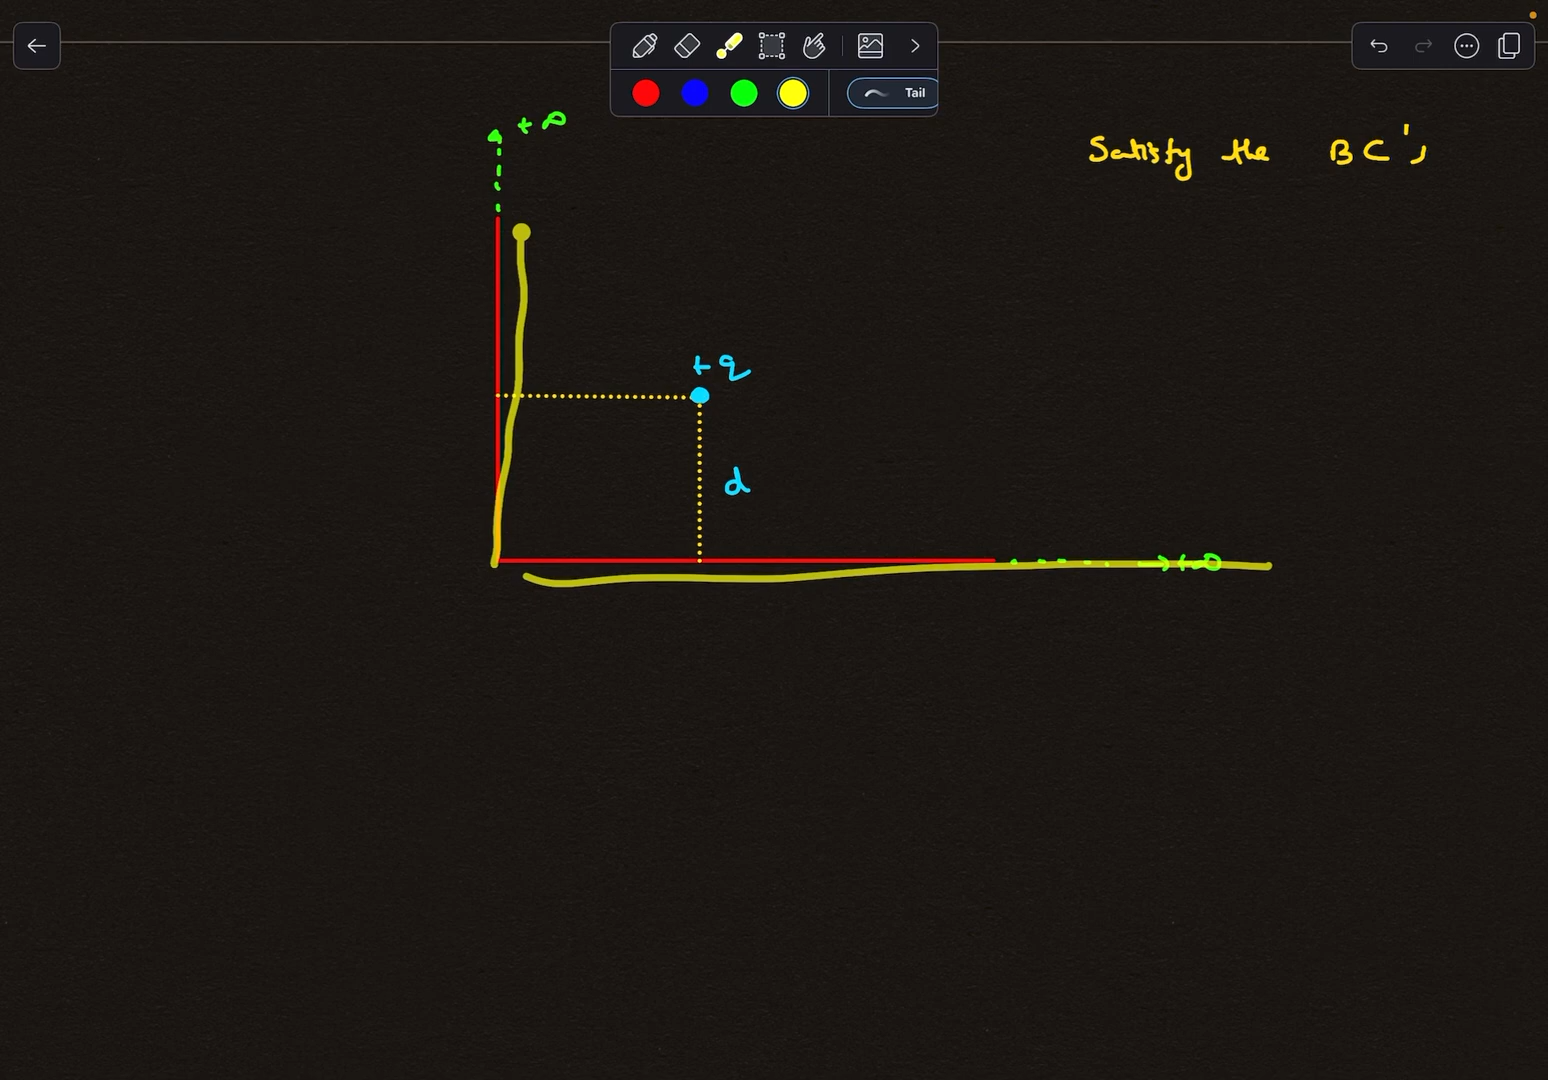 Tail
+ ∞
Satisfy the BC's
+q
d
+∞